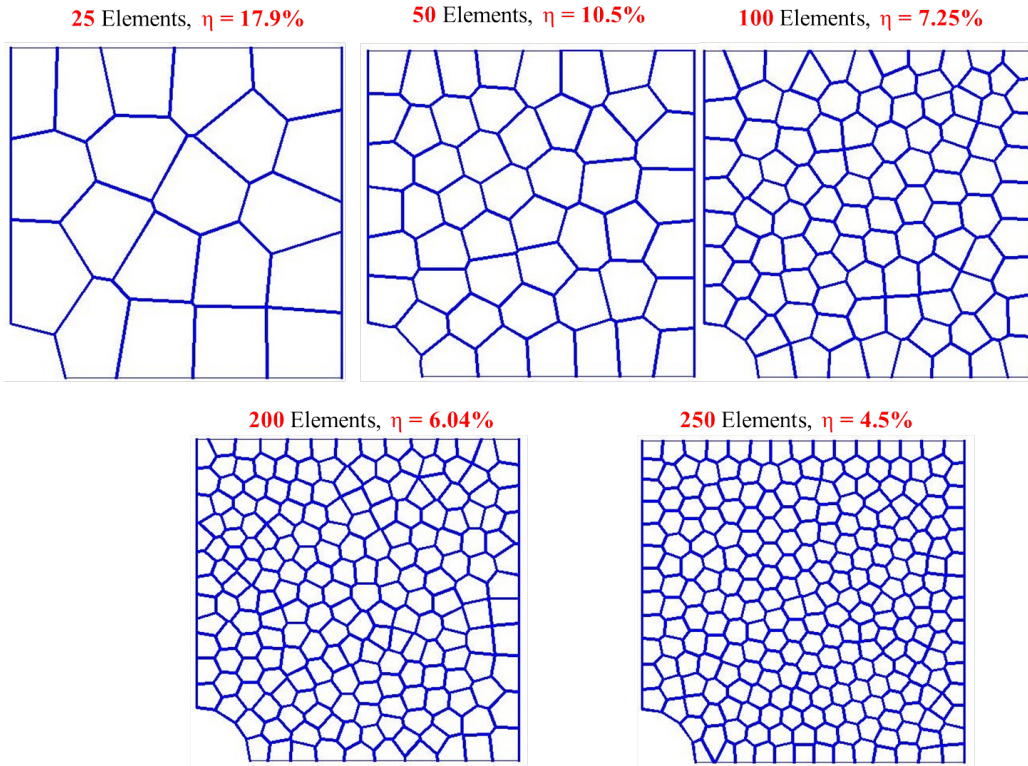 25 Elements, η = 17.9%
50 Elements, η = 10.5%
100 Elements, η = 7.25%
200 Elements, η = 6.04%
250 Elements, η = 4.5%